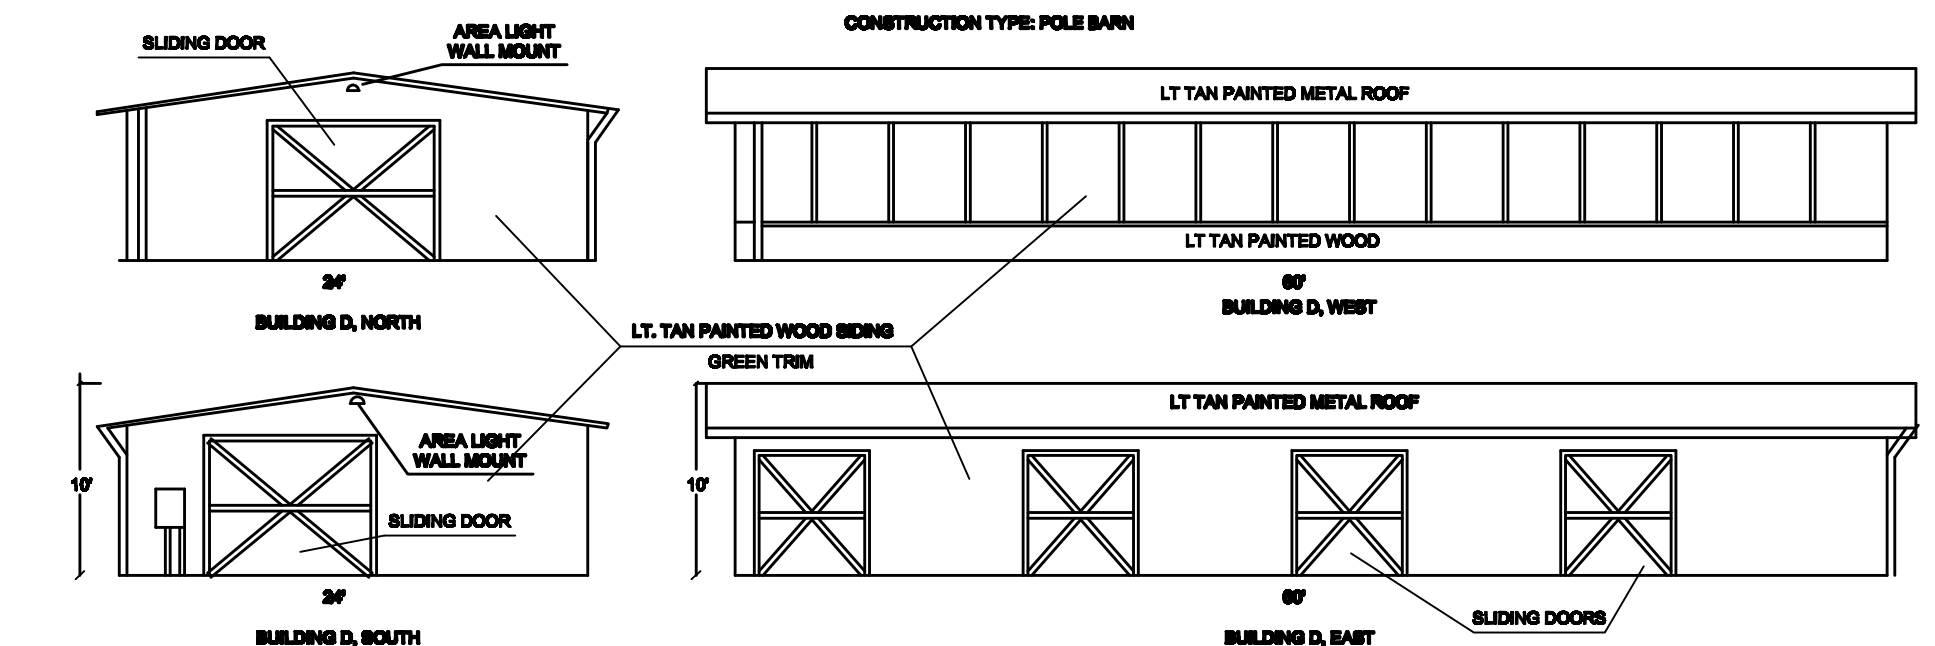 CONSTRUCTION TYPE: POLE BARN
SLIDING DOOR
AREA LIGHT
WALL MOUNT
24'
BUILDING D, NORTH
LT TAN PAINTED METAL ROOF
LT TAN PAINTED WOOD
60'
BUILDING D, WEST
LT. TAN PAINTED WOOD SIDING
GREEN TRIM
10'
AREA LIGHT
WALL MOUNT
SLIDING DOOR
24'
BUILDING D, SOUTH
LT TAN PAINTED METAL ROOF
10'
60'
SLIDING DOORS
BUILDING D, EAST